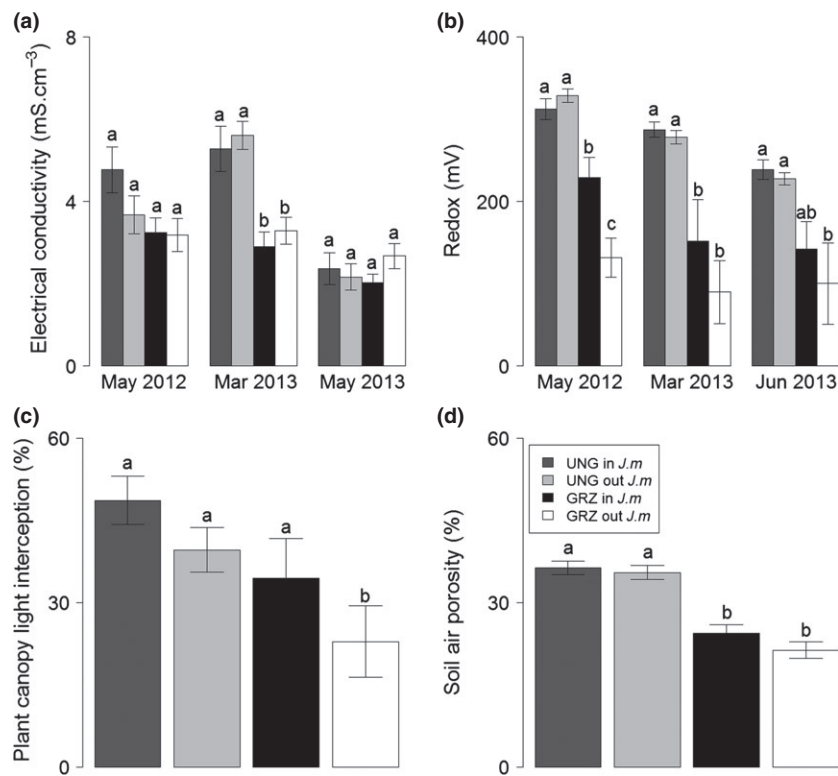 (a)
Electrical conductivity (mS.cm⁻³)
8
4
0
a
a
a
a
a
a
b
b
a
a
a
a
May 2012
Mar 2013
May 2013
(b)
Redox (mV)
400
200
0
a
a
b
c
a
a
b
b
a
a
ab
b
May 2012
Mar 2013
Jun 2013
(c)
Plant canopy light interception (%)
60
30
0
a
a
a
b
(d)
Soil air porosity (%)
60
30
0
UNG in J.m
UNG out J.m
GRZ in J.m
GRZ out J.m
a
a
b
b